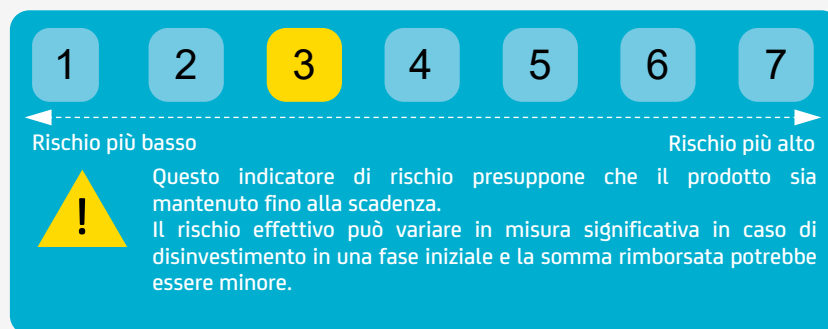 1 2 3 4 5 6 7
Rischio più basso Rischio più alto
!
Questo indicatore di rischio presuppone che il prodotto sia
mantenuto fino alla scadenza.
Il rischio effettivo può variare in misura significativa in caso di
disinvestimento in una fase iniziale e la somma rimborsata potrebbe
essere minore.